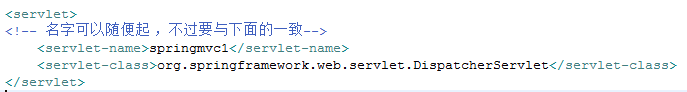 <servlet>
<!-- 名字可以随便起，不过要与下面的一致-->
<servlet-name>springmvc1</servlet-name>
<servlet-class>org.springframework.web.servlet.DispatcherServlet</servlet-class>
</servlet>